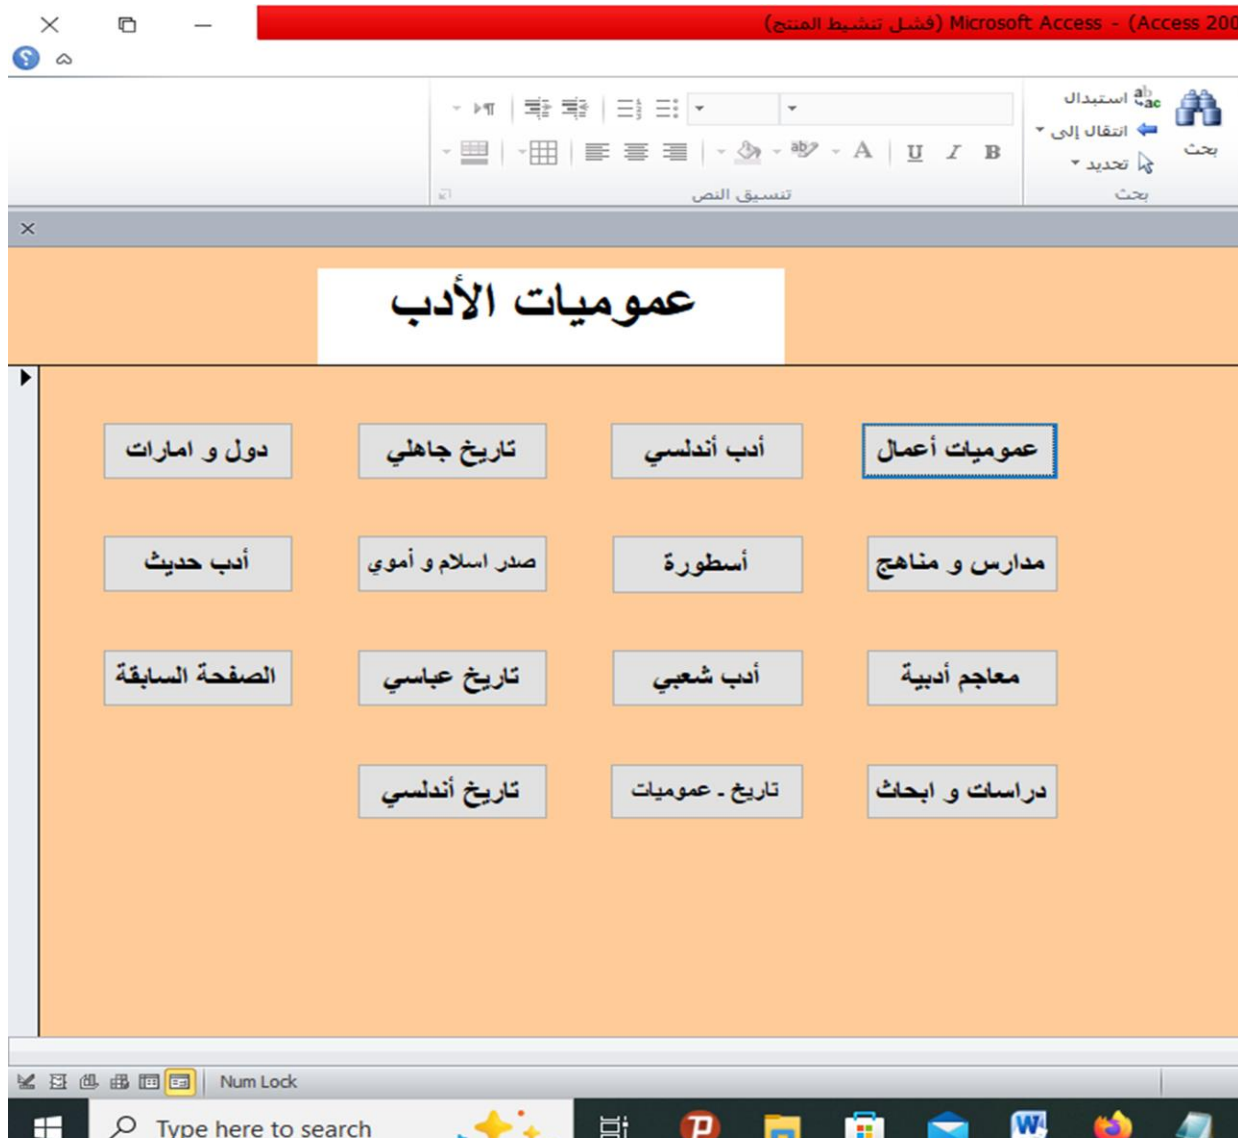 Microsoft Access - (Access 200 (فشل تنشيط المنتج)
استبدال
انتقال إلى
تحديد
بحث
بحث
تنسيق النص
عموميات الأدب
عموميات أعمال
أدب أندلسي
تاريخ جاهلي
دول و امارات
مدارس و مناهج
أسطورة
صدر اسلام و أموي
أدب حديث
معاجم أدبية
أدب شعبي
تاريخ عباسي
الصفحة السابقة
دراسات و ابحاث
تاريخ ـ عموميات
تاريخ أندلسي
Num Lock
Type here to search